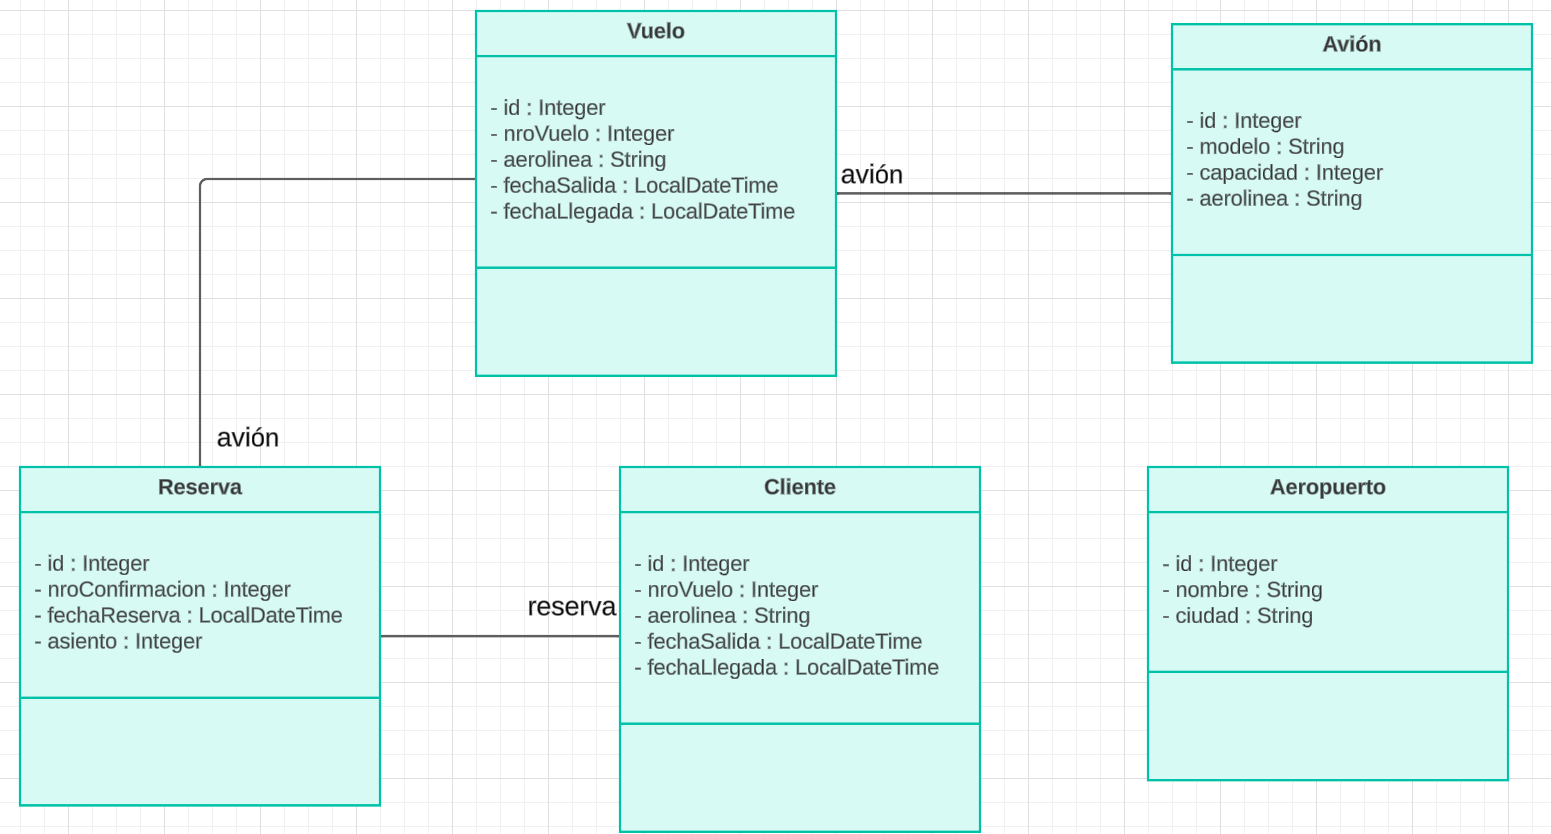 Vuelo
- id : Integer
- nroVuelo : Integer
- aerolinea : String
- fechaSalida : LocalDateTime
- fechaLlegada : LocalDateTime
avión
Avión
- id : Integer
- modelo : String
- capacidad : Integer
- aerolinea : String
avión
Reserva
- id : Integer
- nroConfirmacion : Integer
- fechaReserva : LocalDateTime
- asiento : Integer
reserva
Cliente
- id : Integer
- nroVuelo : Integer
- aerolinea : String
- fechaSalida : LocalDateTime
- fechaLlegada : LocalDateTime
Aeropuerto
- id : Integer
- nombre : String
- ciudad : String